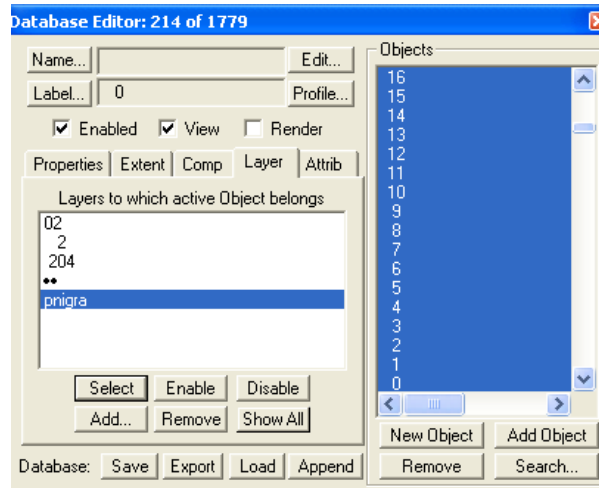 Database Editor: 214 of 1779
Name... Edit...
Label... 0 Profile...
Enabled View Render
Properties Extent Comp Layer Attrib
Layers to which active Object belongs
02
2
204
••
pnigra
Select Enable Disable
Add... Remove Show All
Database: Save Export Load Append
Objects
16
15
14
13
12
11
10
9
8
7
6
5
4
3
2
1
0
New Object Add Object
Remove Search...